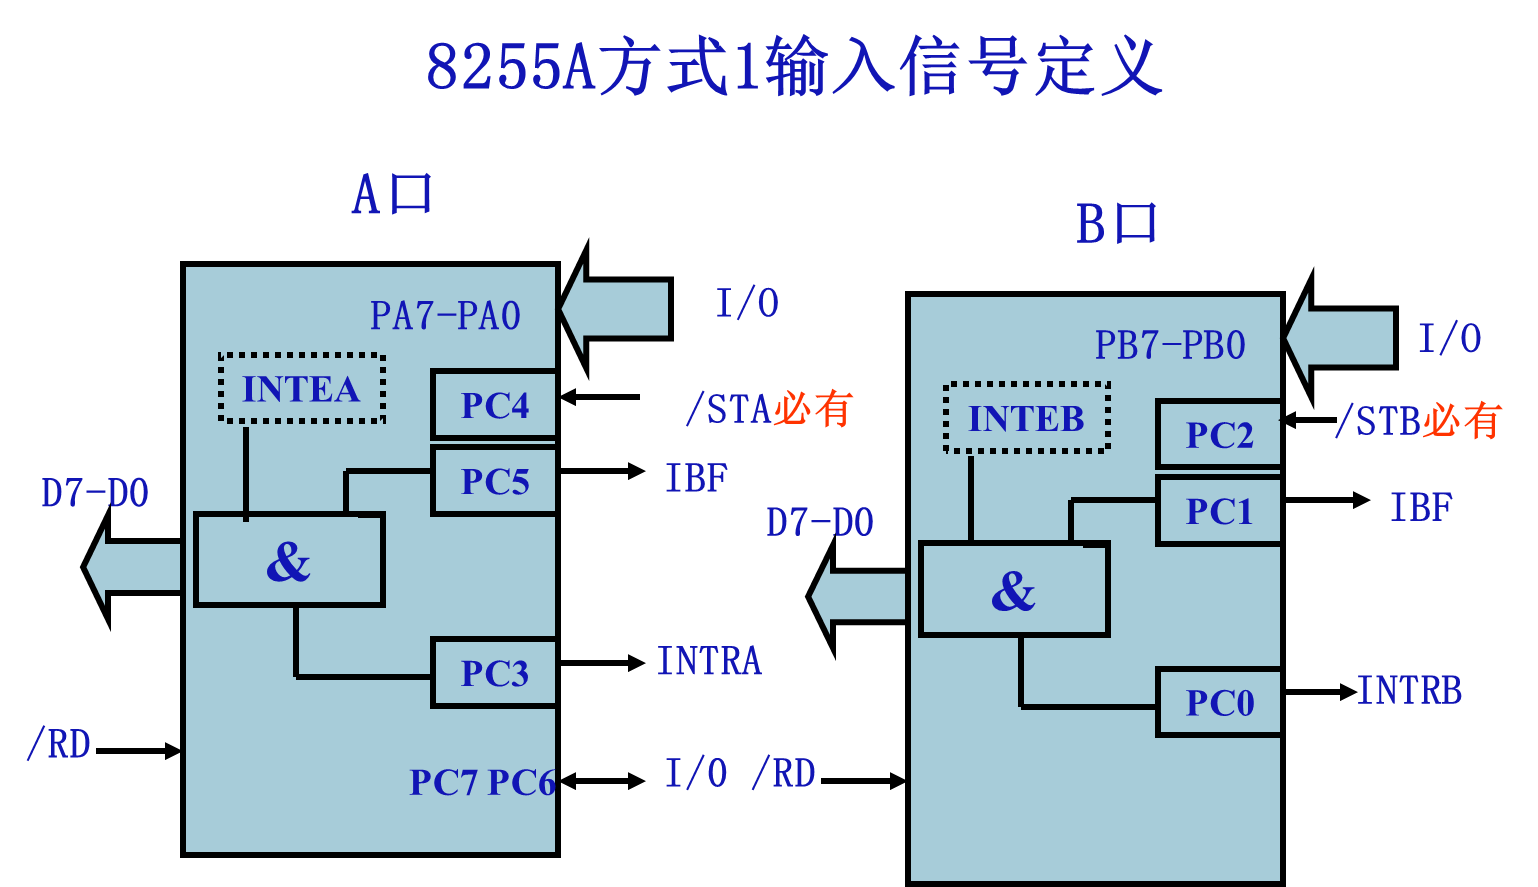 8255A方式1输入信号定义
A口
PA7-PA0
I/O
INTEA
PC4
/STA必有
PC5
IBF
D7-D0
&
PC3
INTRA
/RD
PC7 PC6
I/O
B口
PB7-PB0
I/O
INTEB
PC2
/STB必有
PC1
IBF
D7-D0
&
PC0
INTRB
/RD